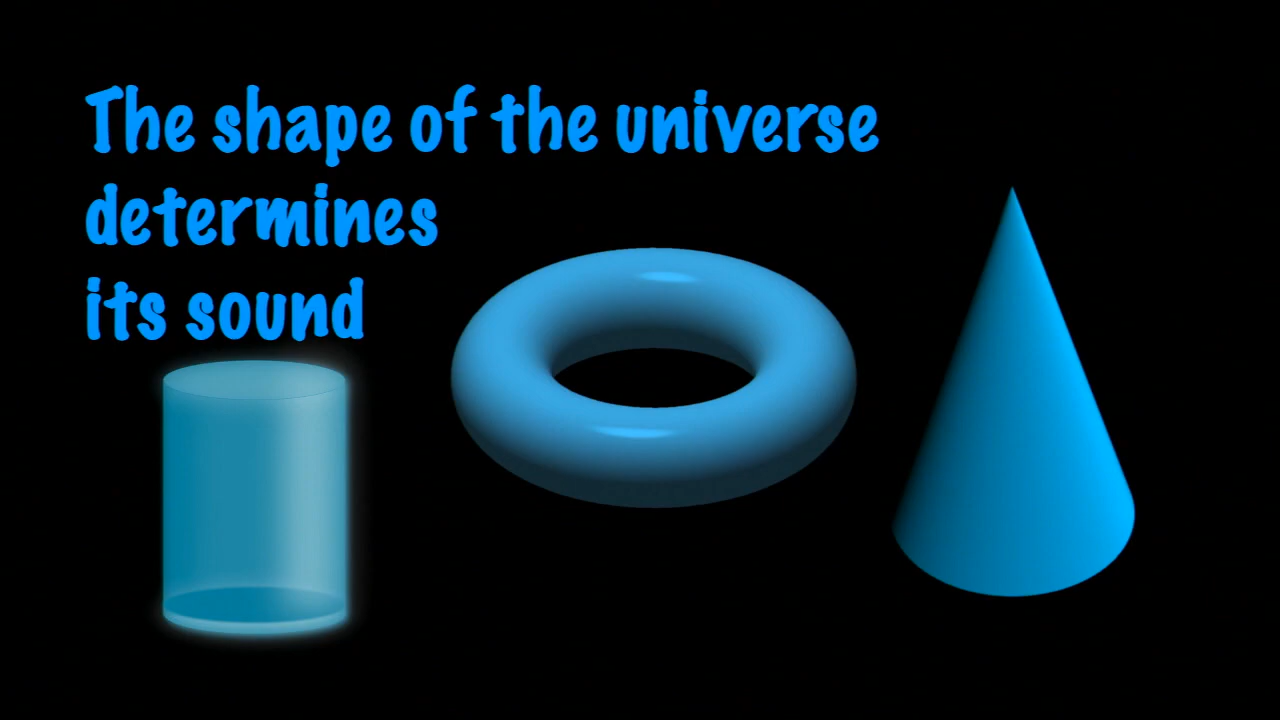 The shape of the universe
determines
its sound